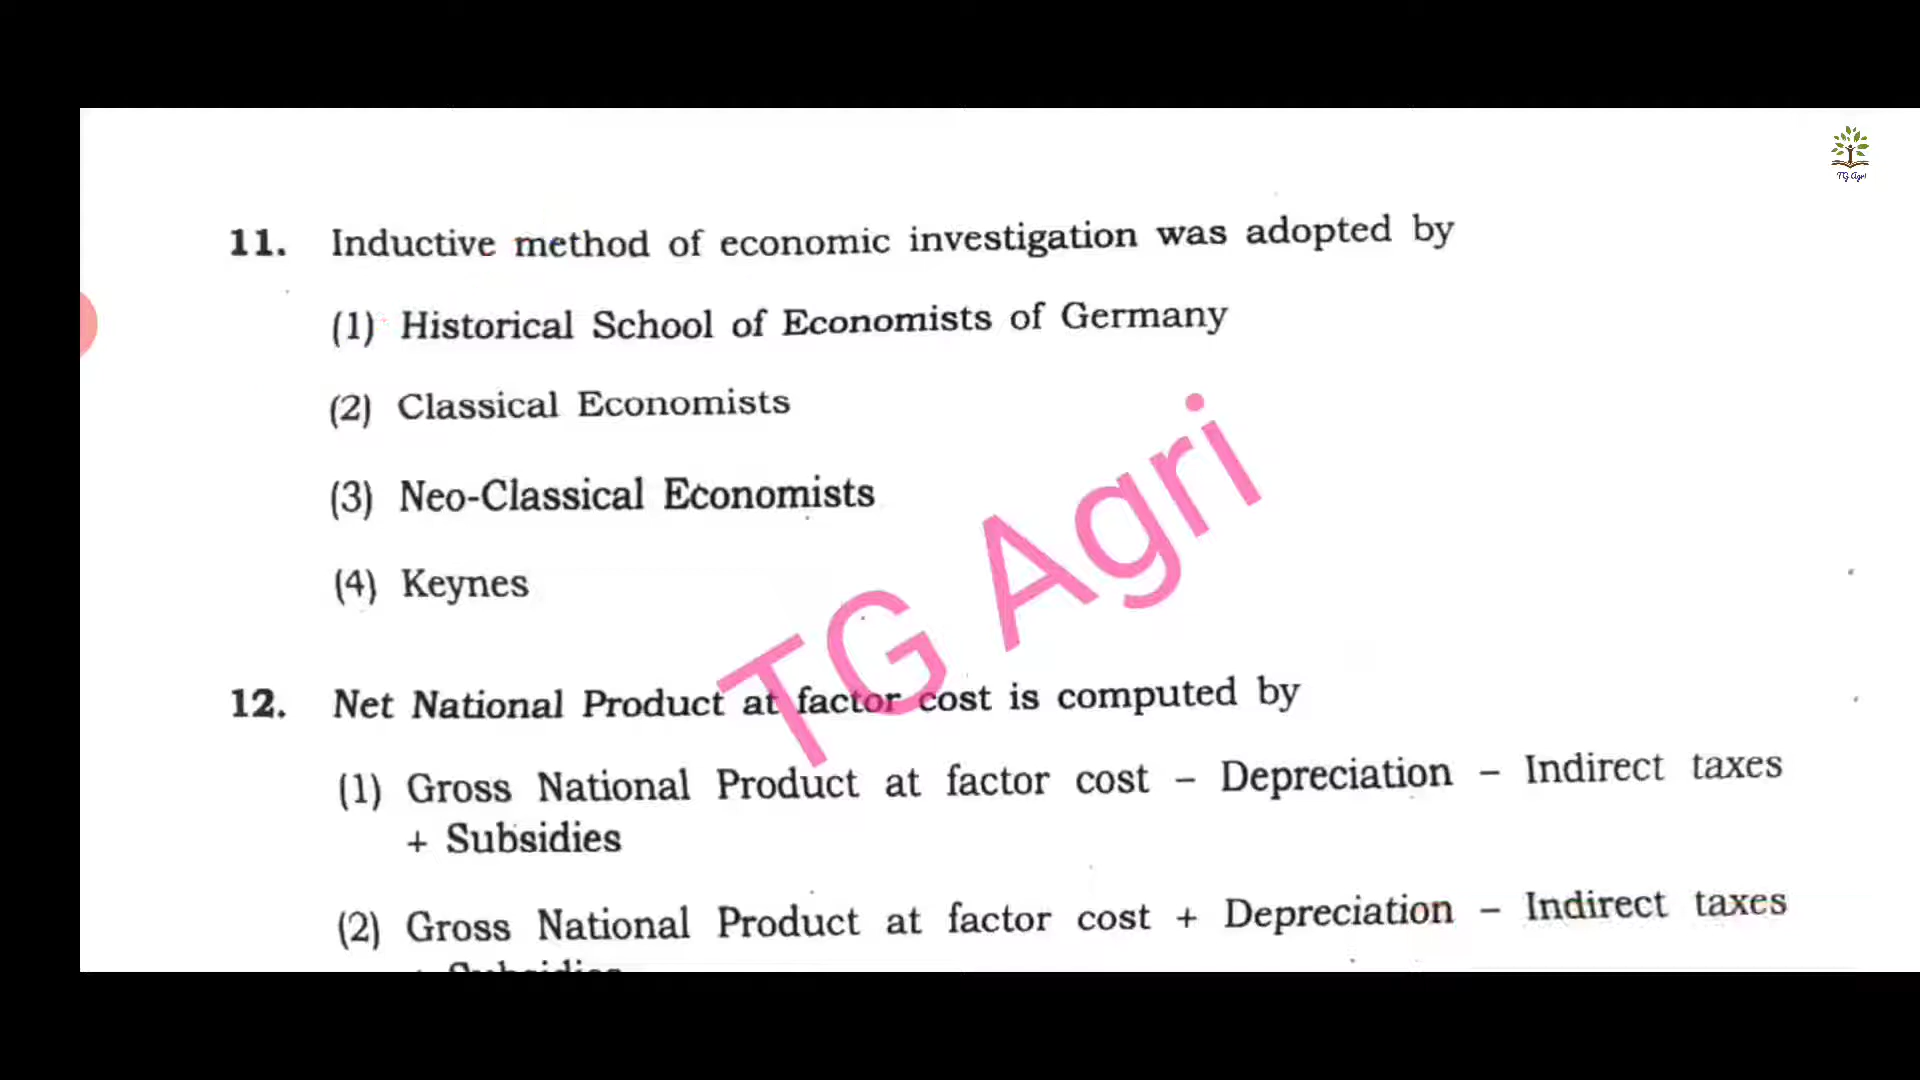 TG Agri
11. Inductive method of economic investigation was adopted by
(1) Historical School of Economists of Germany
(2) Classical Economists
(3) Neo-Classical Economists
(4) Keynes
TG Agri
12. Net National Product at factor cost is computed by
(1) Gross National Product at factor cost – Depreciation – Indirect taxes
+ Subsidies
(2) Gross National Product at factor cost + Depreciation – Indirect taxes